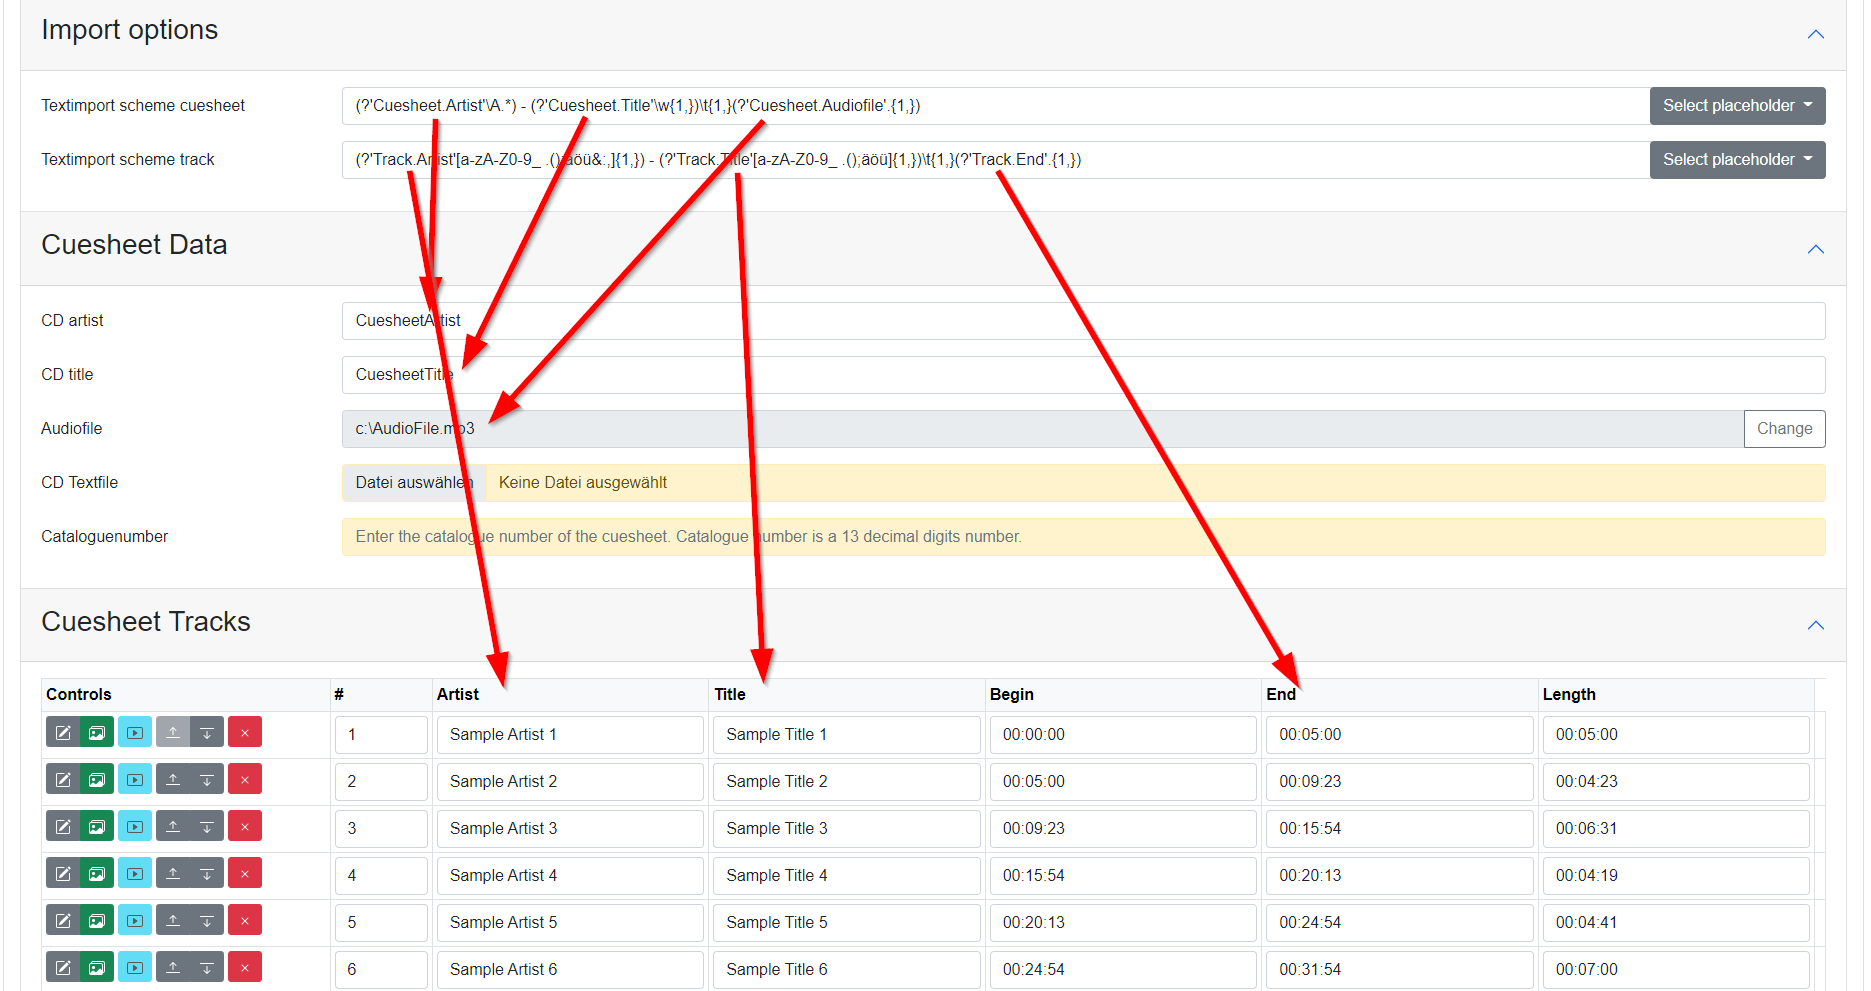 Import options
Textimport scheme cuesheet (?'Cuesheet.Artist'\A.*) - (?'Cuesheet.Title'\w{1,})\t{1,}(?'Cuesheet.Audiofile'.{1,}) Select placeholder
Textimport scheme track (?'Track.Artist'[a-zA-Z0-9_ .();äöü&:,]{1,}) - (?'Track.Title'[a-zA-Z0-9_ .();äöü]{1,})\t{1,}(?'Track.End'.{1,}) Select placeholder
Cuesheet Data
CD artist CuesheetArtist
CD title CuesheetTitle
Audiofile c:\AudioFile.mp3 Change
CD Textfile Datei auswählen Keine Datei ausgewählt
Cataloguenumber Enter the catalogue number of the cuesheet. Catalogue number is a 13 decimal digits number.
Cuesheet Tracks
Controls # Artist Title Begin End Length
1 Sample Artist 1 Sample Title 1 00:00:00 00:05:00 00:05:00
2 Sample Artist 2 Sample Title 2 00:05:00 00:09:23 00:04:23
3 Sample Artist 3 Sample Title 3 00:09:23 00:15:54 00:06:31
4 Sample Artist 4 Sample Title 4 00:15:54 00:20:13 00:04:19
5 Sample Artist 5 Sample Title 5 00:20:13 00:24:54 00:04:41
6 Sample Artist 6 Sample Title 6 00:24:54 00:31:54 00:07:00